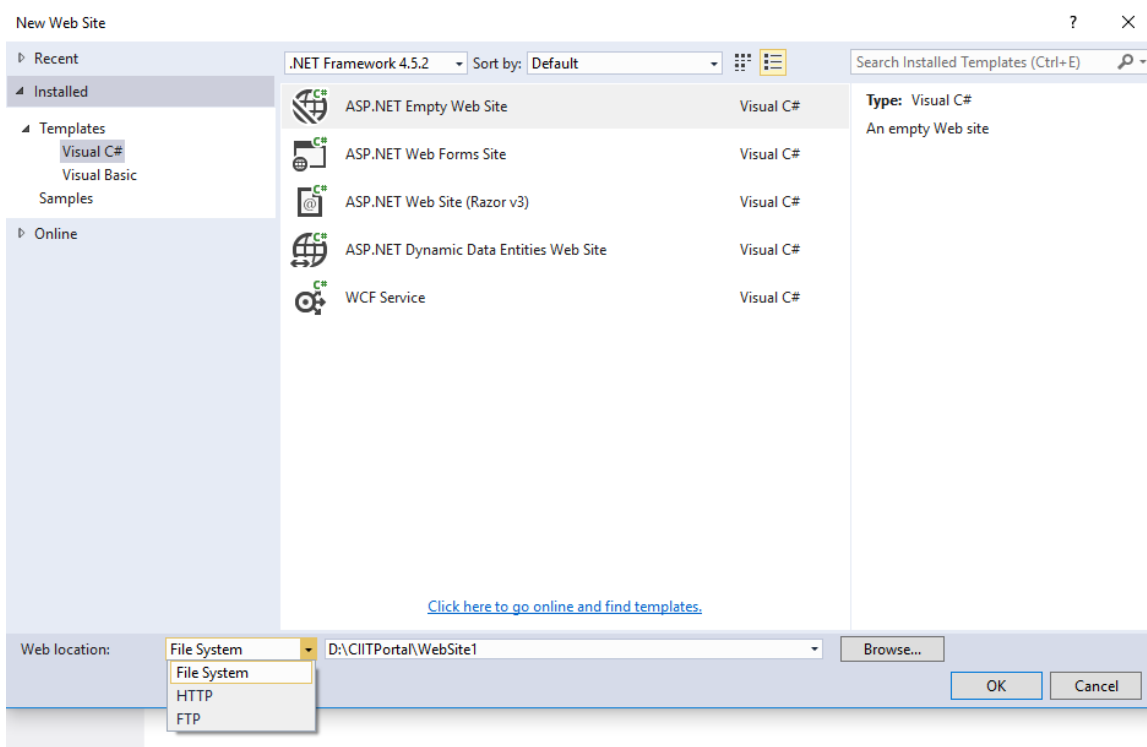 New Web Site ?
Recent
Installed
Templates
Visual C#
Visual Basic
Samples
Online
.NET Framework 4.5.2 Sort by: Default
Search Installed Templates (Ctrl+E)
C# ASP.NET Empty Web Site Visual C#
C# ASP.NET Web Forms Site Visual C#
C# @ ASP.NET Web Site (Razor v3) Visual C#
C# ASP.NET Dynamic Data Entities Web Site Visual C#
C# WCF Service Visual C#
Type: Visual C#
An empty Web site
Click here to go online and find templates.
Web location: File System D:\CIITPortal\WebSite1 Browse...
File System
HTTP
FTP
OK Cancel